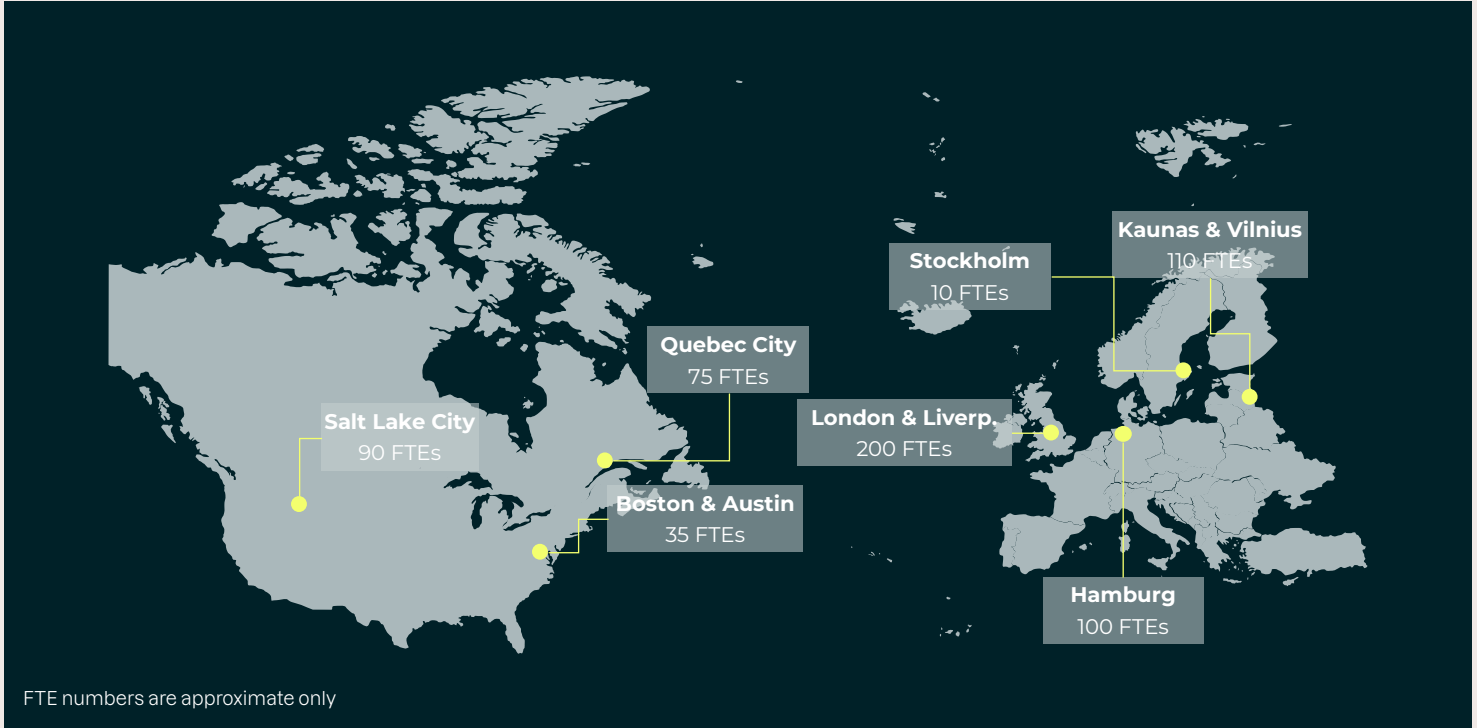 Kaunas & Vilnius
110 FTEs
Stockholm
10 FTEs
Quebec City
75 FTEs
Salt Lake City
90 FTEs
London & Liverp.
200 FTEs
Boston & Austin
35 FTEs
Hamburg
100 FTEs
FTE numbers are approximate only